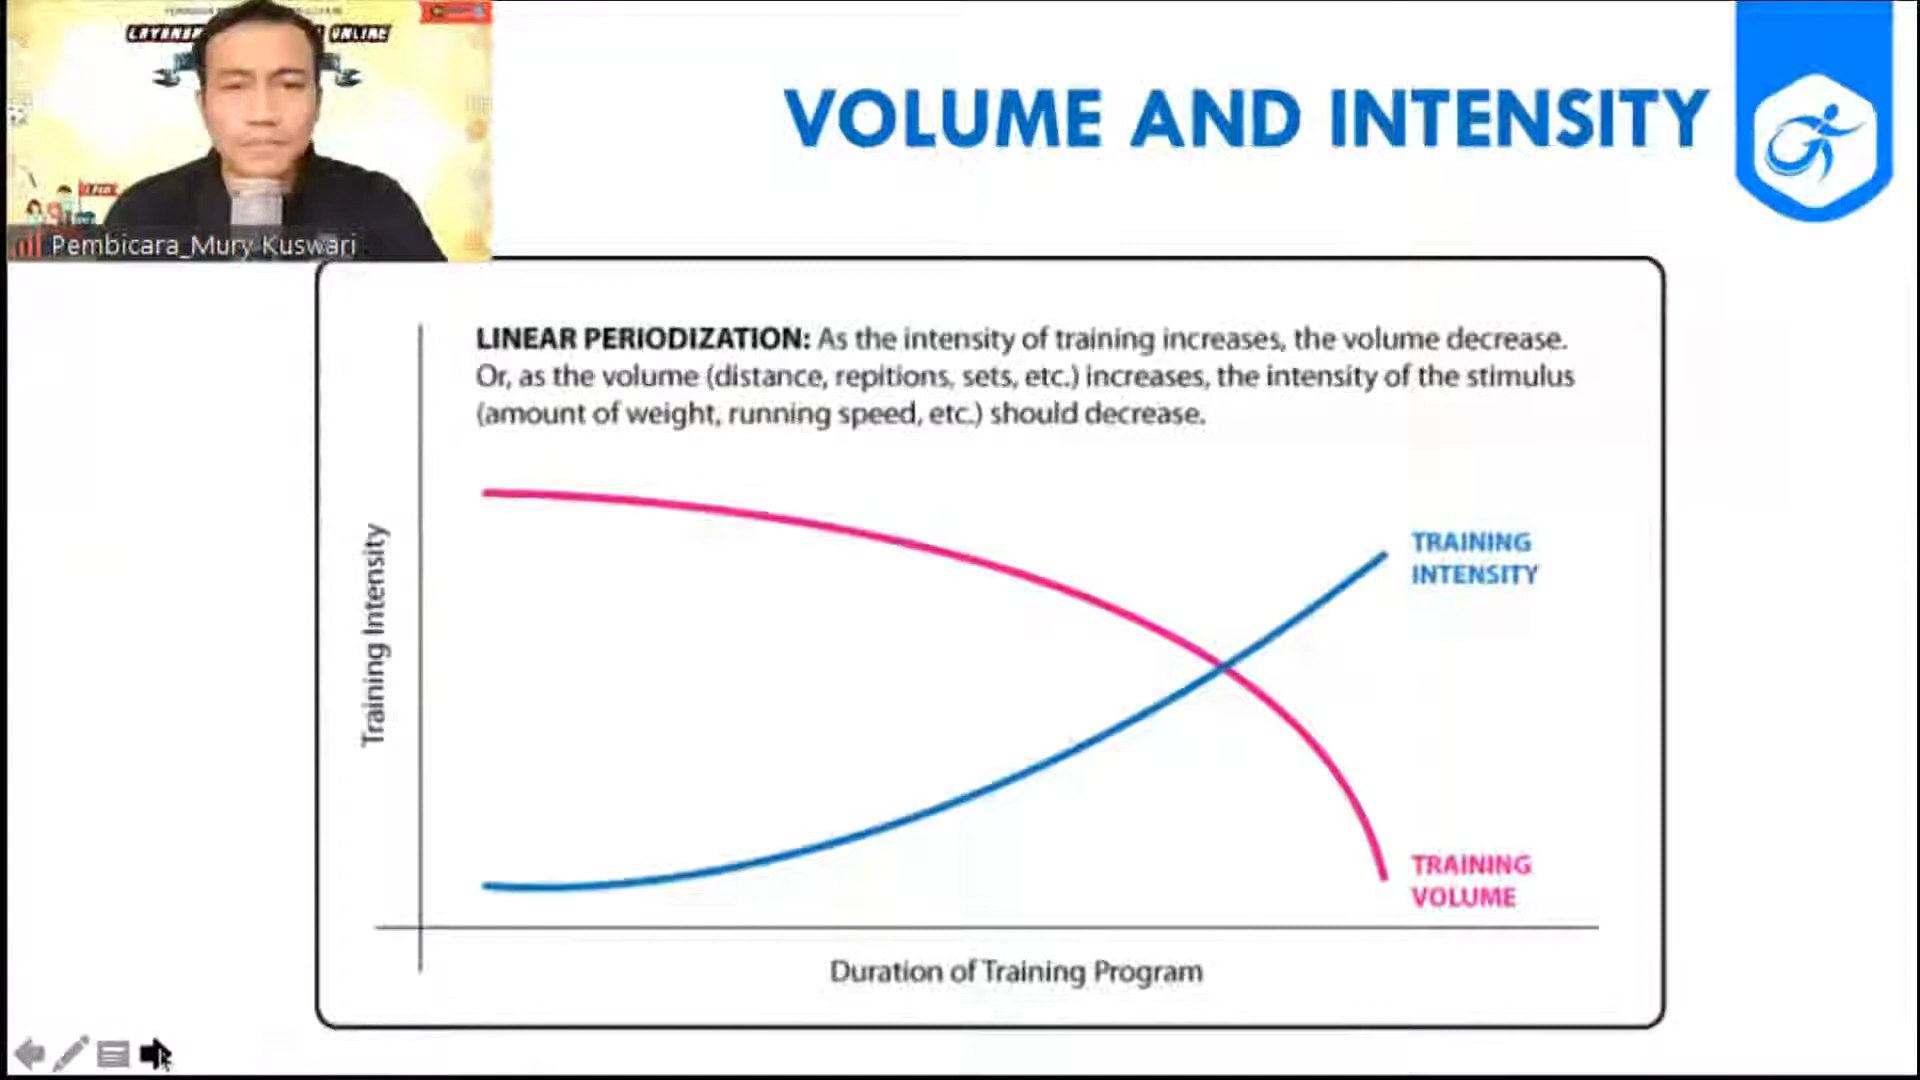 ONLINE
Pembicara_Mury Kuswari
VOLUME AND INTENSITY
LINEAR PERIODIZATION: As the intensity of training increases, the volume decrease.
Or, as the volume (distance, repitions, sets, etc.) increases, the intensity of the stimulus
(amount of weight, running speed, etc.) should decrease.
Training Intensity
TRAINING
INTENSITY
TRAINING
VOLUME
Duration of Training Program